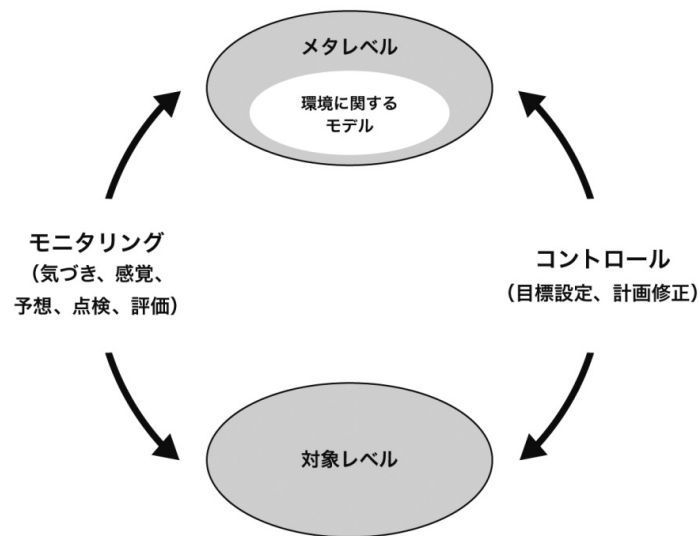 メタレベル
環境に関する
モデル
モニタリング
（気づき、感覚、
予想、点検、評価）
コントロール
（目標設定、計画修正）
対象レベル